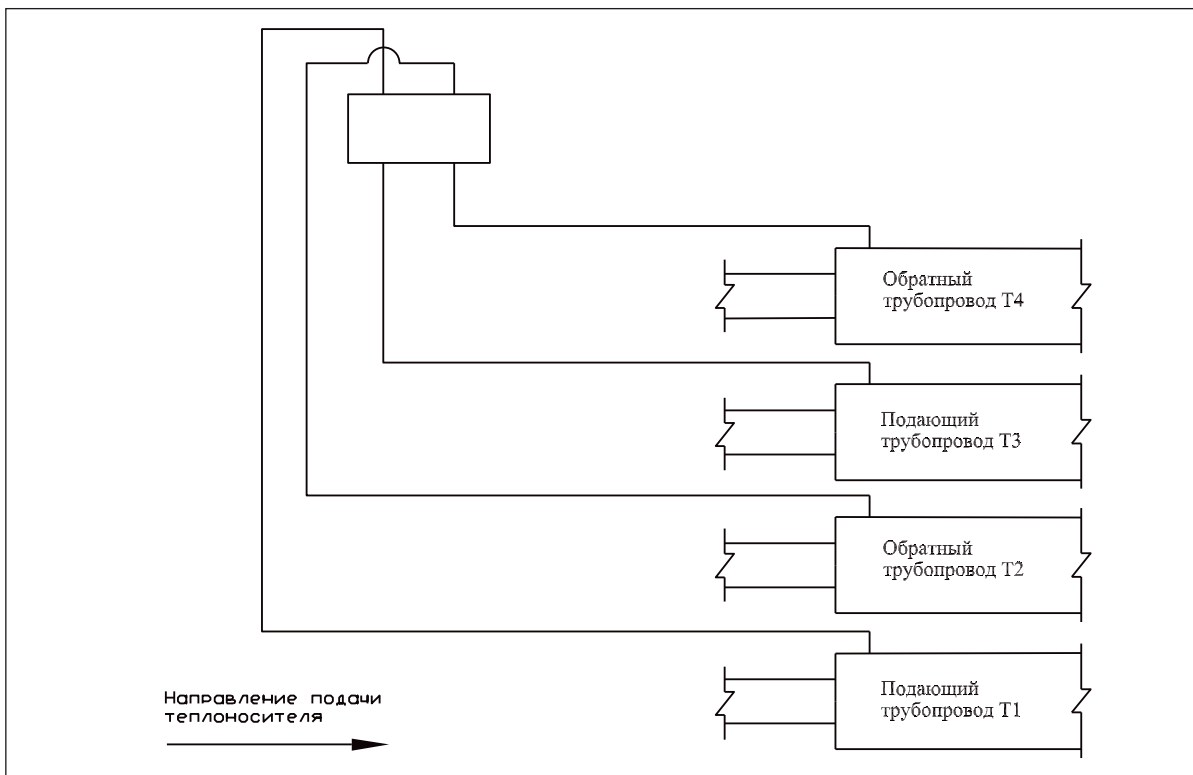 Обратный
трубопровод Т4
Подающий
трубопровод Т3
Обратный
трубопровод Т2
Подающий
трубопровод Т1
Направление подачи
теплоносителя